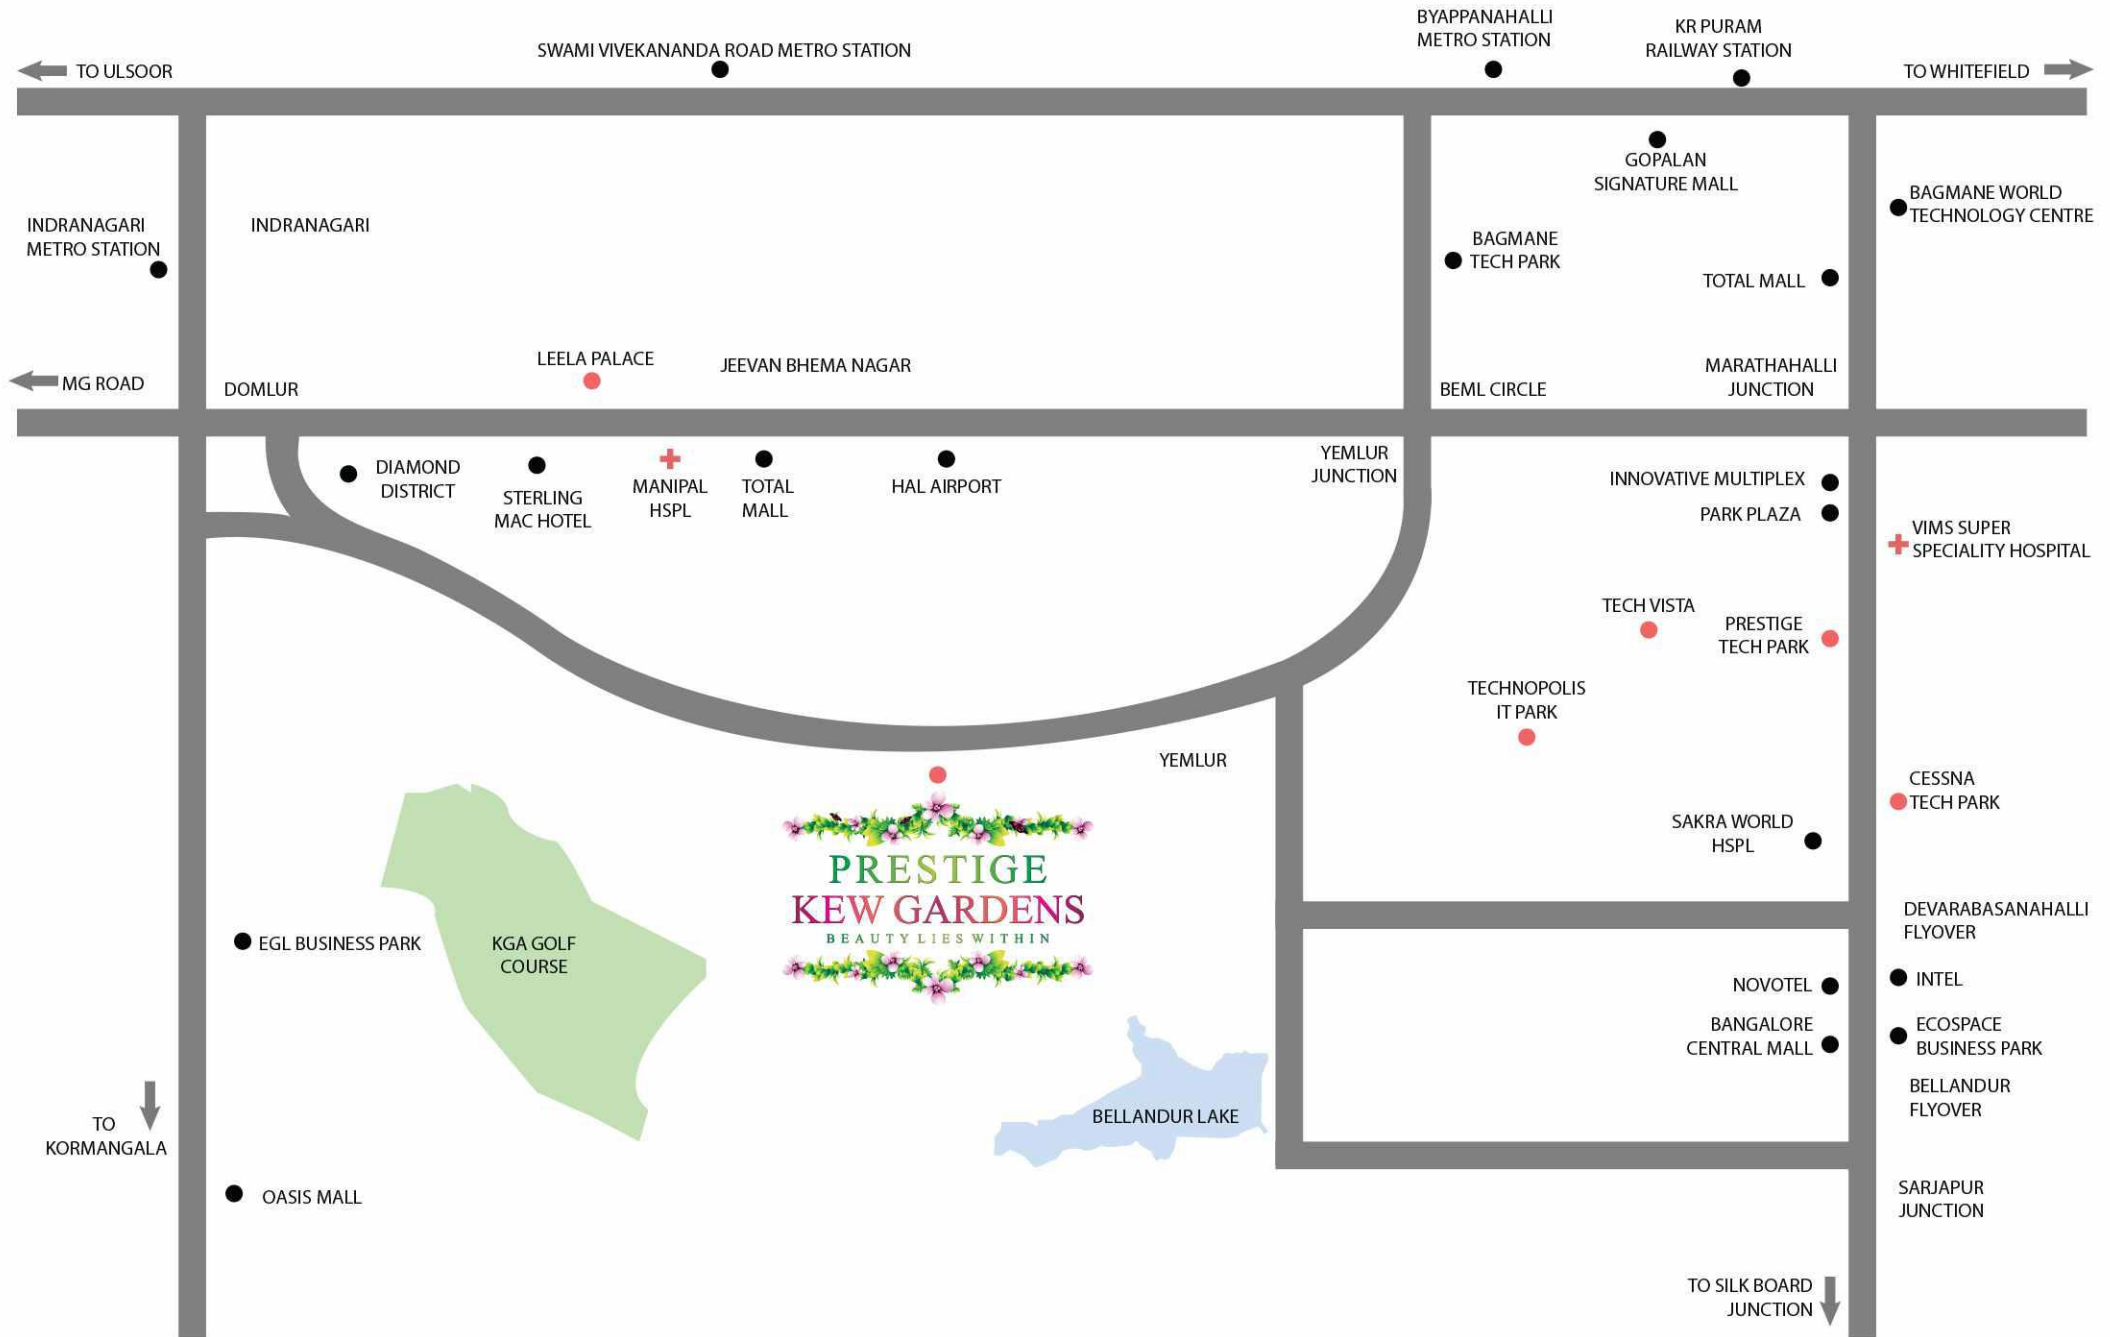 BYAPPANAHALLI
METRO STATION
KR PURAM
RAILWAY STATION
SWAMI VIVEKANANDA ROAD METRO STATION
TO ULSOOR
TO WHITEFIELD
GOPALAN
SIGNATURE MALL
BAGMANE WORLD
TECHNOLOGY CENTRE
INDRANAGARI
METRO STATION
INDRANAGARI
BAGMANE
TECH PARK
TOTAL MALL
LEELA PALACE
JEEVAN BHEMA NAGAR
MARATHAHALLI
JUNCTION
MG ROAD
DOMLUR
BEML CIRCLE
YEMLUR
JUNCTION
DIAMOND
DISTRICT
STERLING
MAC HOTEL
MANIPAL
HSPL
TOTAL
MALL
HAL AIRPORT
INNOVATIVE MULTIPLEX
PARK PLAZA
VIMS SUPER
SPECIALITY HOSPITAL
TECH VISTA
PRESTIGE
TECH PARK
TECHNOPOLIS
IT PARK
YEMLUR
CESSNA
TECH PARK
SAKRA WORLD
HSPL
PRESTIGE
KEW GARDENS
BEAUTY LIES WITHIN
DEVARABASANAHALLI
FLYOVER
EGL BUSINESS PARK
KGA GOLF
COURSE
NOVOTEL
INTEL
BANGALORE
CENTRAL MALL
ECOSPACE
BUSINESS PARK
BELLANDUR
FLYOVER
BELLANDUR LAKE
TO
KORMANGALA
OASIS MALL
SARJAPUR
JUNCTION
TO SILK BOARD
JUNCTION